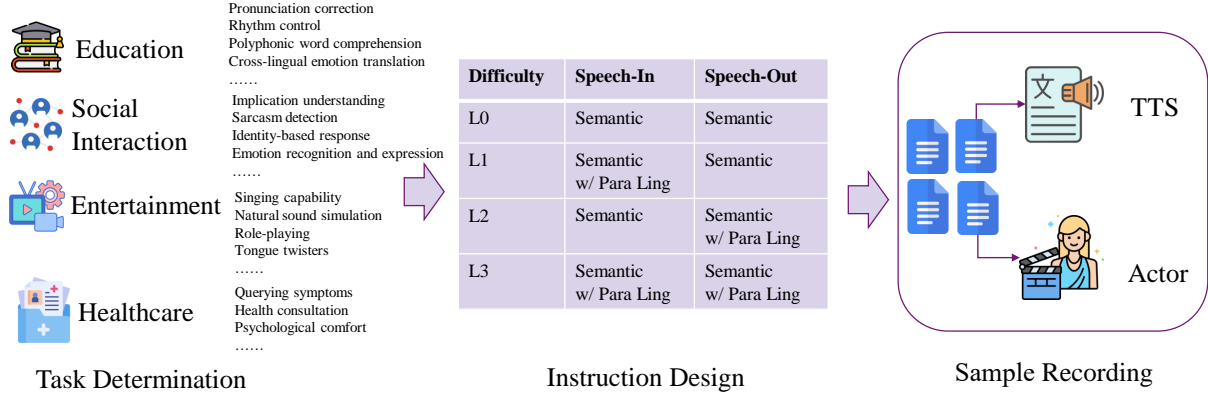 Education
Pronunciation correction
Rhythm control
Polyphonic word comprehension
Cross-lingual emotion translation
……
Social
Interaction
Implication understanding
Sarcasm detection
Identity-based response
Emotion recognition and expression
……
Entertainment
Singing capability
Natural sound simulation
Role-playing
Tongue twisters
……
Healthcare
Querying symptoms
Health consultation
Psychological comfort
……
Task Determination
Difficulty Speech-In Speech-Out
L0 Semantic Semantic
L1 Semantic w/ Para Ling Semantic
L2 Semantic Semantic w/ Para Ling
L3 Semantic w/ Para Ling Semantic w/ Para Ling
Instruction Design
文
TTS
Actor
Sample Recording